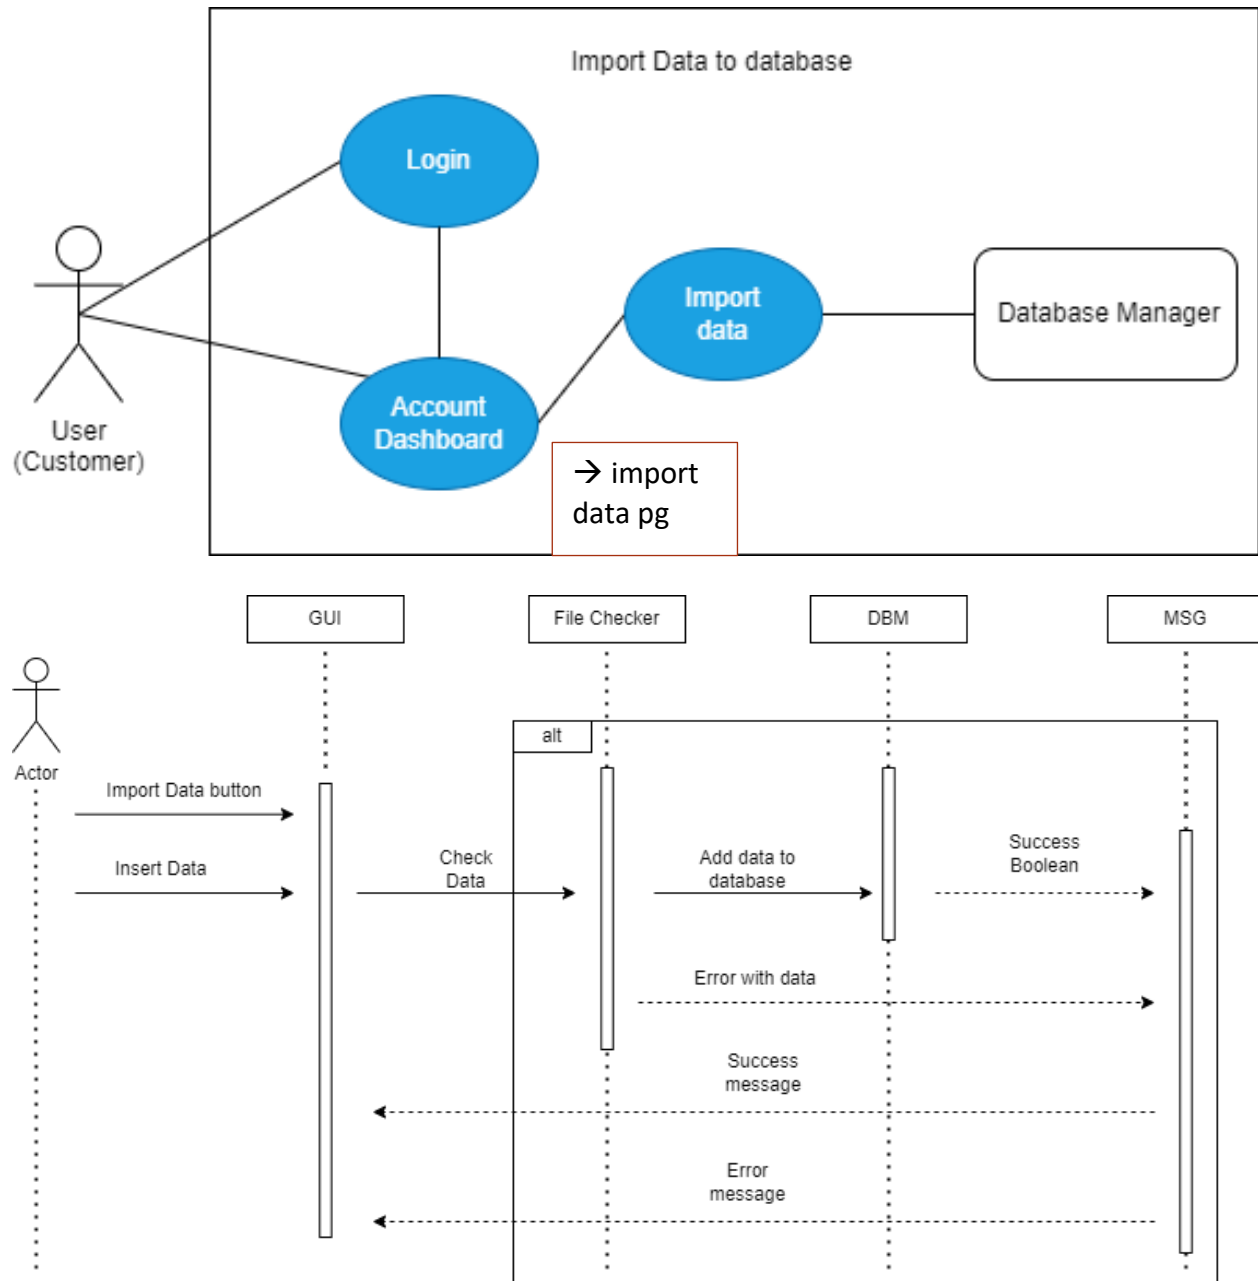 Import Data to database
Login
User
(Customer)
Account
Dashboard
Import
data
Database Manager
→ import
data pg
GUI
File Checker
DBM
MSG
Actor
alt
Import Data button
Insert Data
Check
Data
Add data to
database
Success
Boolean
Error with data
Success
message
Error
message